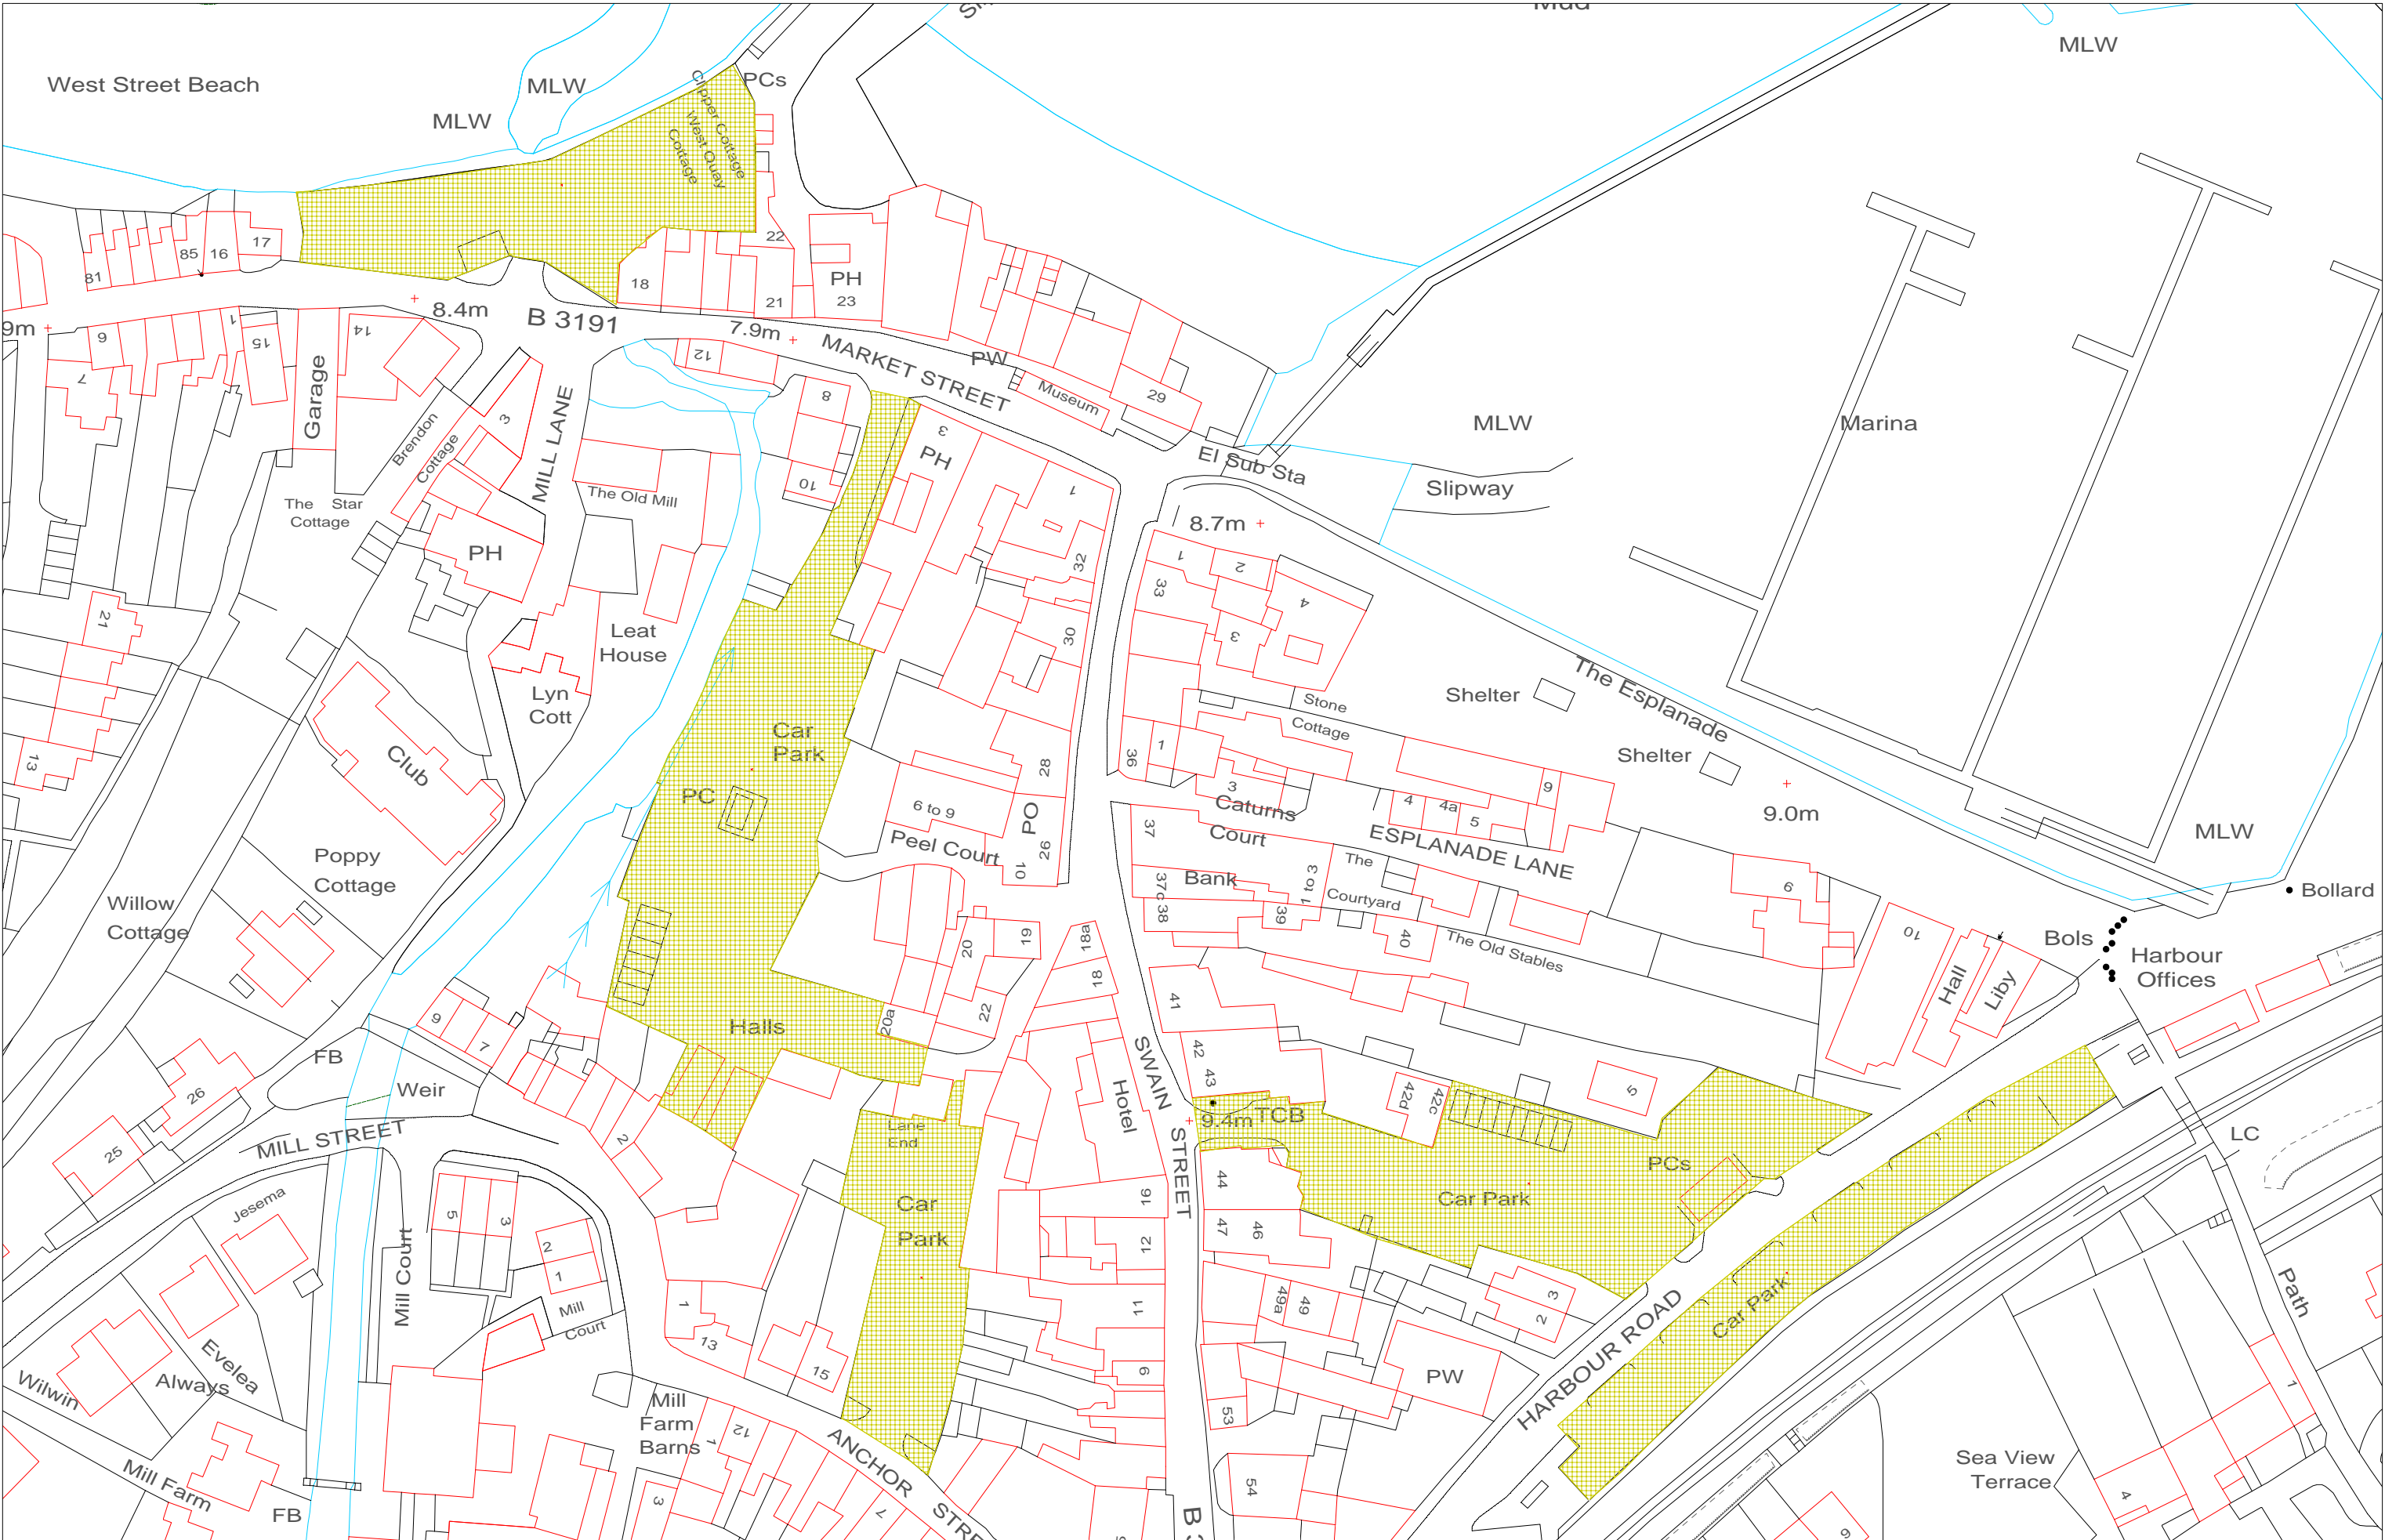 Mud
MLW
West Street Beach
MLW
MLW
PCs
Clipper Cottage
West Quay
Cottage
81
85
16
17
18
22
21
PH
23
9m
8.4m
B 3191
7.9m
MARKET STREET
PW
Museum
29
6
7
1
15
Garage
14
12
8
10
3
PH
1
32
Brendon
Cottage
3
MILL LANE
The Old Mill
The Star
Cottage
PH
El Sub Sta
MLW
Slipway
Marina
8.7m
1
2
33
3
4
30
Leat
House
Lyn
Cott
21
13
Club
Car
Park
PC
28
36
1
3
Stone
Cottage
Shelter
The Esplanade
Shelter
9.0m
MLW
6 to 9
PO
Peel Court
10
26
37
Caturns
Court
4
4a
5
9
ESPLANADE LANE
The
Courtyard
Bank
37c
38
39
1 to 3
40
The Old Stables
6
10
Hall
Liby
Bols
Bollard
Harbour
Offices
Poppy
Cottage
Willow
Cottage
20
19
18a
18
22
20a
Halls
41
42
43
42d
42c
5
9
7
FB
Weir
26
25
MILL STREET
2
Lane
End
Hotel
SWAIN
STREET
9.4m
TCB
PCs
Car Park
LC
Path
Jesema
Mill Court
5
3
2
1
Mill
Court
Car
Park
16
12
11
9
44
47
46
49a
49
53
54
3
2
PW
HARBOUR ROAD
Car Park
Evelea
Always
Wilwin
1
13
15
Mill
Farm
Barns
1
12
7
3
ANCHOR
STRE
Mill Farm
FB
Sea View
Terrace
4
1
9
B 3